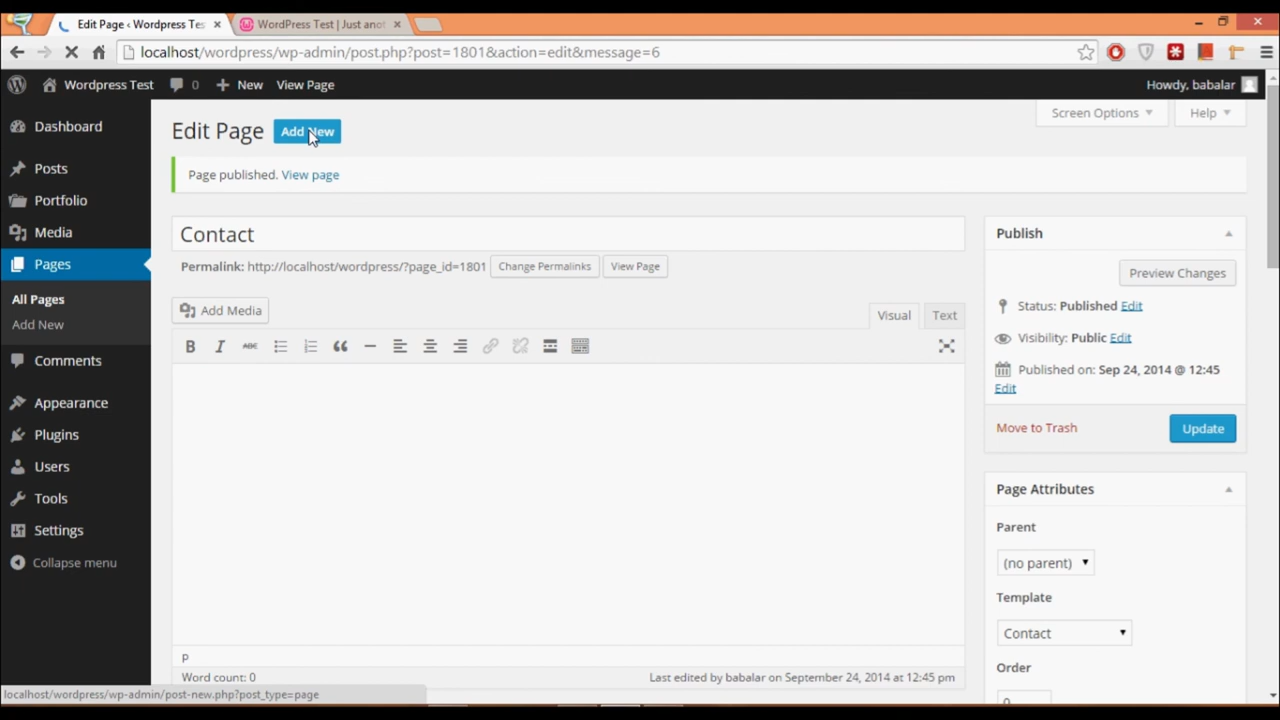 Edit Page ‹ Wordpress Tes × WordPress Test | Just anot ×
localhost/wordpress/wp-admin/post.php?post=1801&action=edit&message=6
Wordpress Test 0 New View Page Howdy, babalar
Screen Options Help
Dashboard
Posts
Portfolio
Media
Pages
All Pages
Add New
Comments
Appearance
Plugins
Users
Tools
Settings
Collapse menu
Edit Page Add New
Page published. View page
Contact
Permalink: http://localhost/wordpress/?page_id=1801 Change Permalinks View Page
Add Media
Visual Text
B I ABC
p
Word count: 0 Last edited by babalar on September 24, 2014 at 12:45 pm
Publish
Preview Changes
Status: Published Edit
Visibility: Public Edit
Published on: Sep 24, 2014 @ 12:45
Edit
Move to Trash Update
Page Attributes
Parent
(no parent)
Template
Contact
Order
0
localhost/wordpress/wp-admin/post-new.php?post_type=page